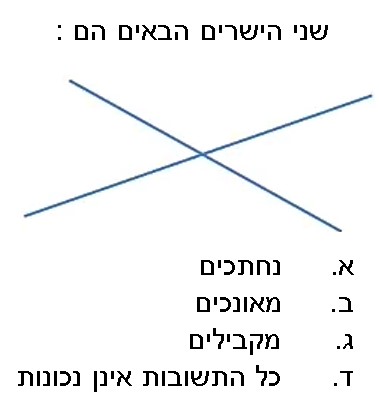 שני הישרים הבאים הם :
א. נחתכים
ב. מאונכים
ג. מקבילים
ד. כל התשובות אינן נכונות